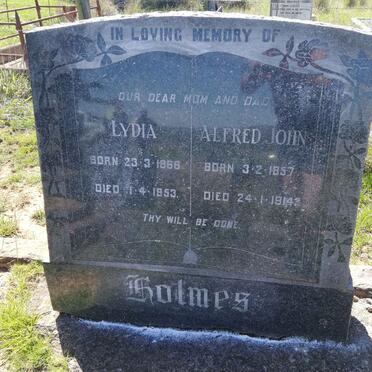 IN LOVING MEMORY OF
OUR DEAR MOM AND DAD
LYDIA
BORN 23·3·1866
DIED 1·4·1953.
ALFRED JOHN
BORN 3·2·1857
DIED 24·1·1942
THY WILL BE DONE
Holmes